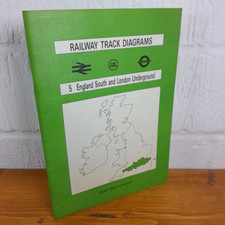 RAILWAY TRACK DIAGRAMS
5 England South and London Underground